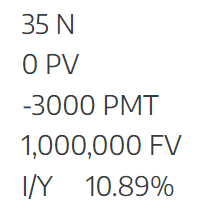 35 N
0 PV
-3000 PMT
1,000,000 FV
I/Y 10.89%